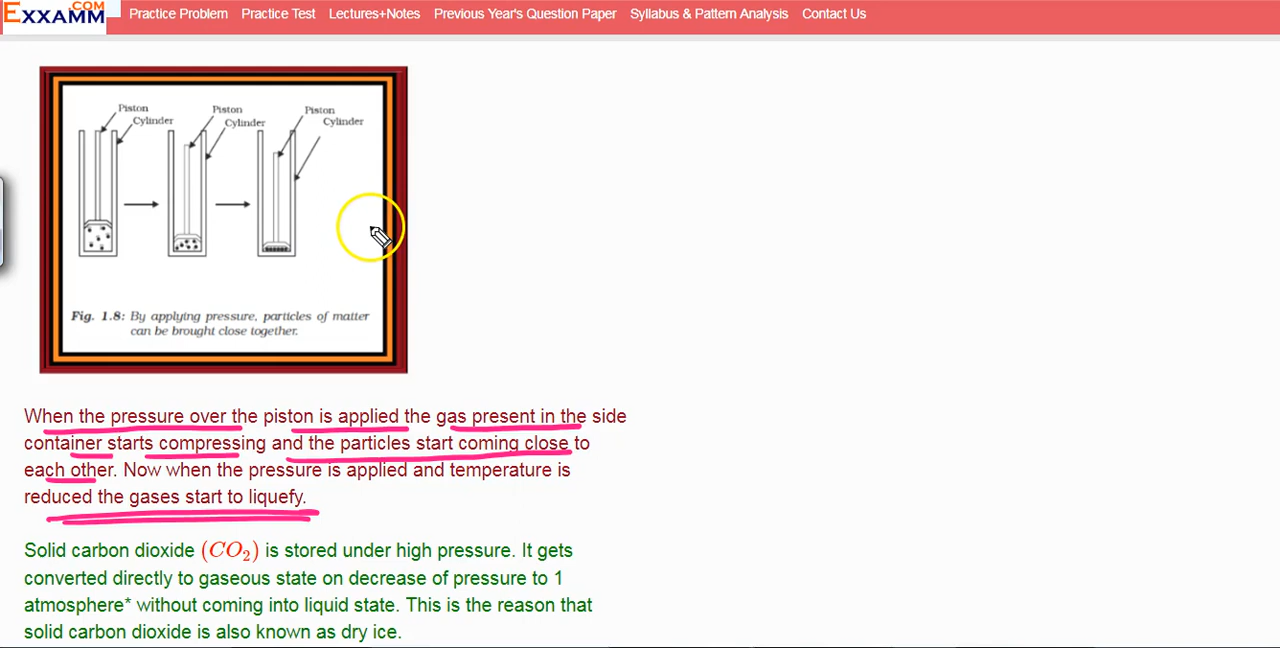 EXXAMM.COM
Practice Problem Practice Test Lectures+Notes Previous Year's Question Paper Syllabus & Pattern Analysis Contact Us
Piston Piston Piston
Cylinder Cylinder Cylinder
Fig. 1.8: By applying pressure, particles of matter
can be brought close together.
When the pressure over the piston is applied the gas present in the side
container starts compressing and the particles start coming close to
each other. Now when the pressure is applied and temperature is
reduced the gases start to liquefy.
Solid carbon dioxide (CO₂) is stored under high pressure. It gets
converted directly to gaseous state on decrease of pressure to 1
atmosphere* without coming into liquid state. This is the reason that
solid carbon dioxide is also known as dry ice.